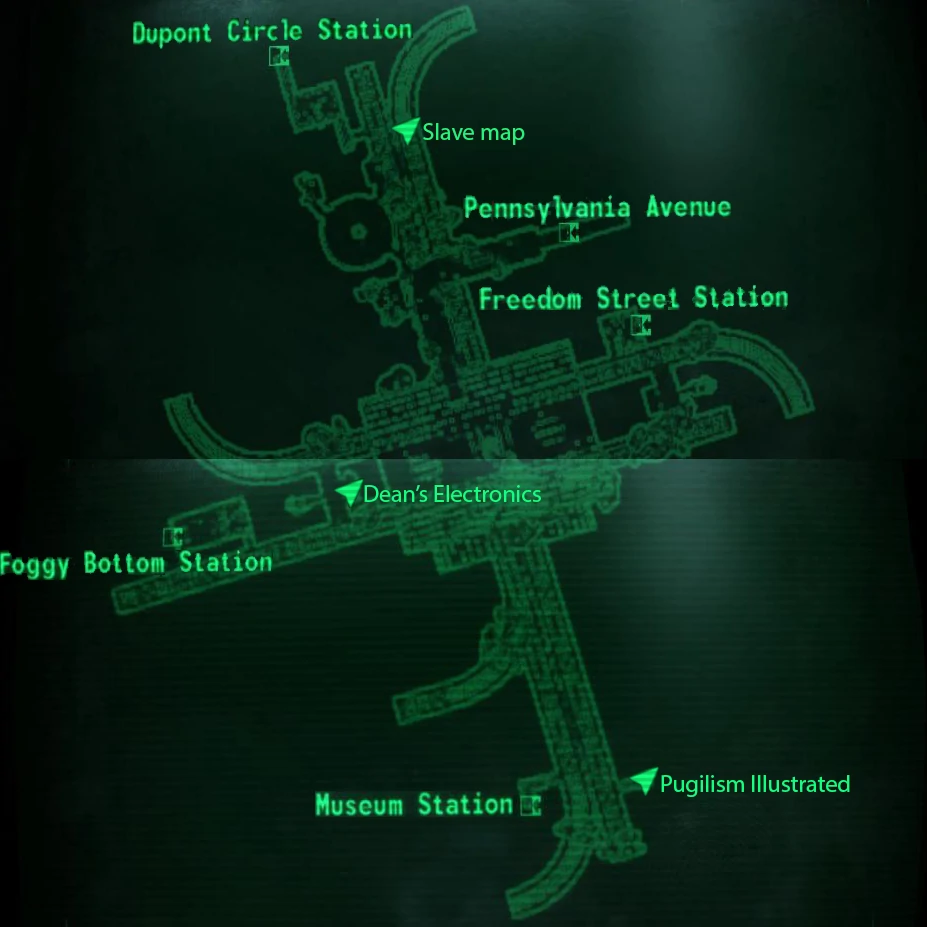 Dupont Circle Station
Slave map
Pennsylvania Avenue
Freedom Street Station
Dean's Electronics
Foggy Bottom Station
Pugilism Illustrated
Museum Station